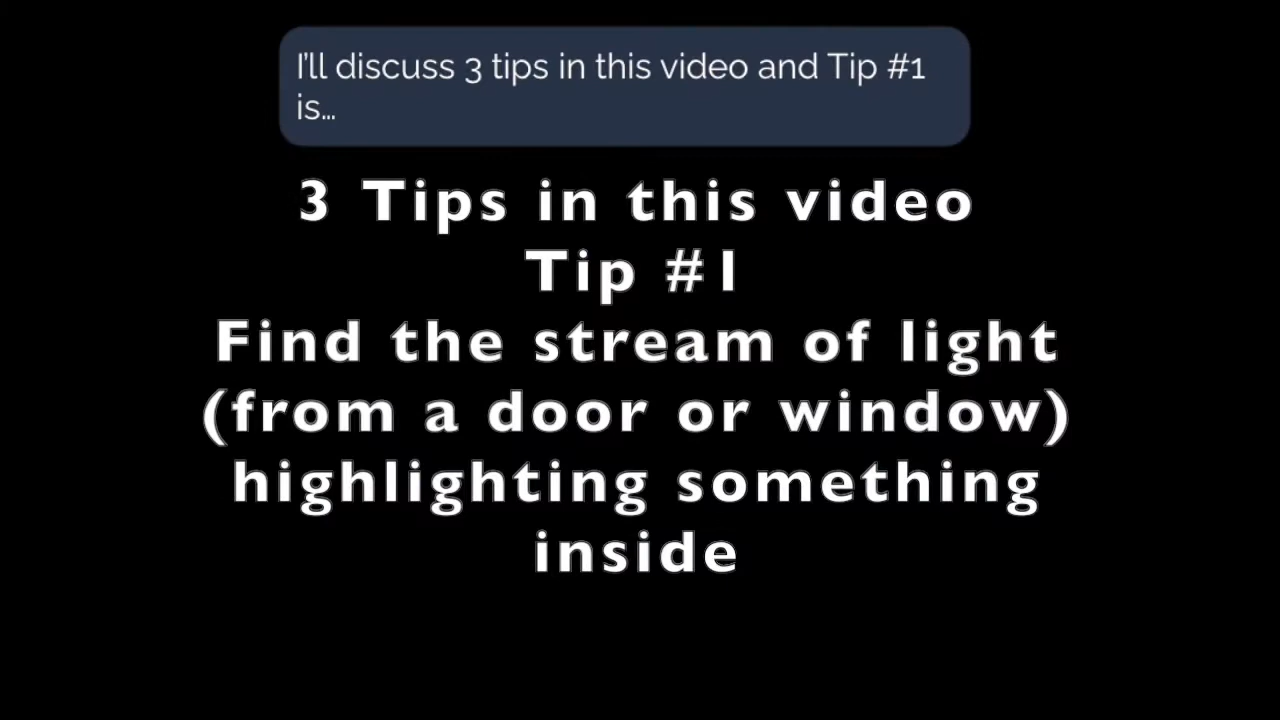 I'll discuss 3 tips in this video and Tip #1
is…
3 Tips in this video
Tip #1
Find the stream of light
(from a door or window)
highlighting something
inside